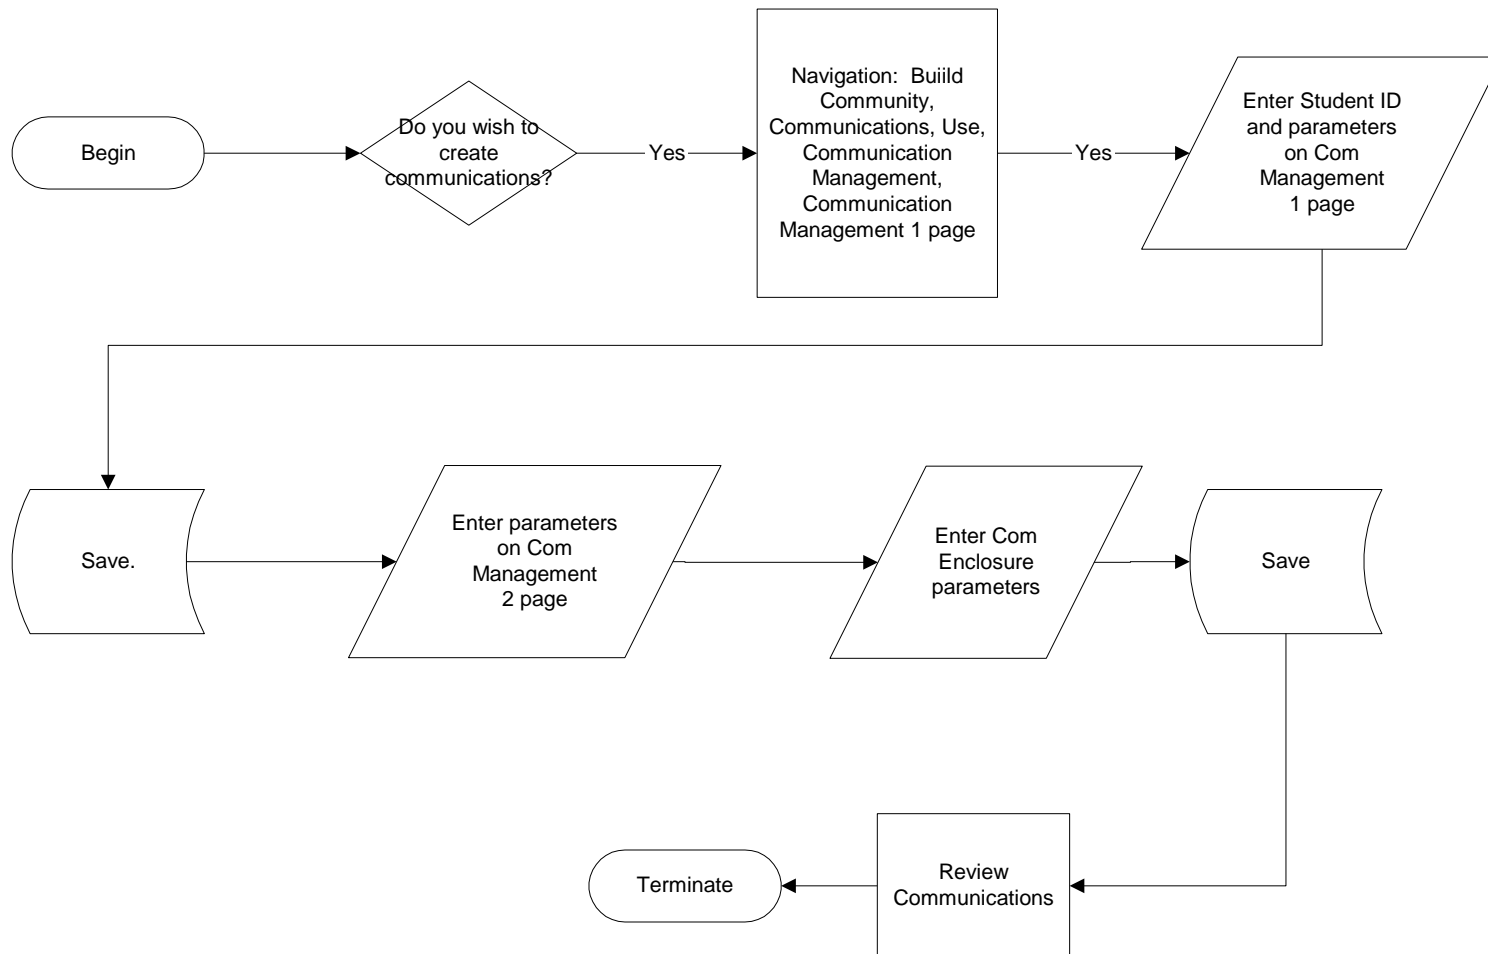 Begin
Do you wish to
create
communications?
Yes
Navigation:  Buiild
Community,
Communications, Use,
Communication
Management,
Communication
Management 1 page
Yes
Enter Student ID
and parameters
on Com
Management
1 page
Save.
Enter parameters
on Com
Management
2 page
Enter Com
Enclosure
parameters
Save
Terminate
Review
Communications